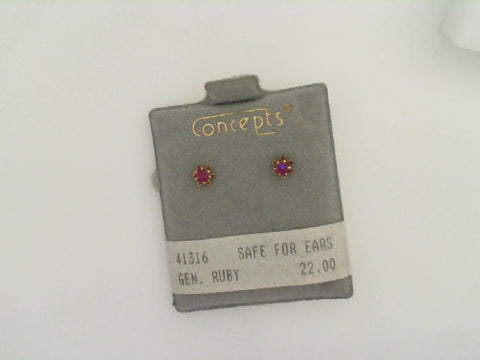 Concepts
41316 SAFE FOR EARS
GEN. RUBY 22.00